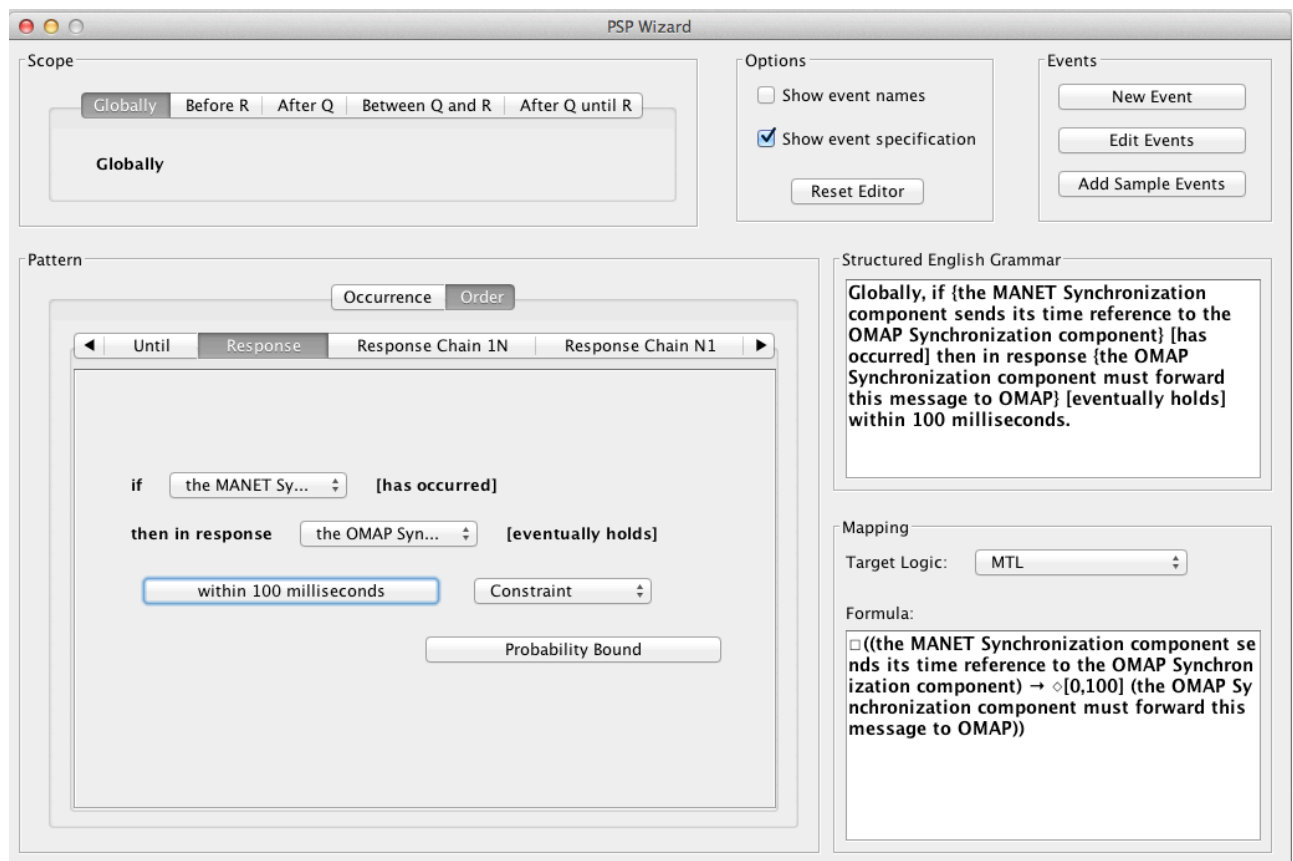 PSP Wizard
Scope
Globally Before R After Q Between Q and R After Q until R
Globally
Options
Show event names
Show event specification
Reset Editor
Events
New Event
Edit Events
Add Sample Events
Pattern
Occurrence Order
◀ Until Response Response Chain 1N Response Chain N1 ▶
if the MANET Sy... [has occurred]
then in response the OMAP Syn... [eventually holds]
within 100 milliseconds Constraint
Probability Bound
Structured English Grammar
Globally, if {the MANET Synchronization
component sends its time reference to the
OMAP Synchronization component} [has
occurred] then in response {the OMAP
Synchronization component must forward
this message to OMAP} [eventually holds]
within 100 milliseconds.
Mapping
Target Logic: MTL
Formula:
□((the MANET Synchronization component se
nds its time reference to the OMAP Synchron
ization component) → ◇[0,100] (the OMAP Sy
nchronization component must forward this
message to OMAP))